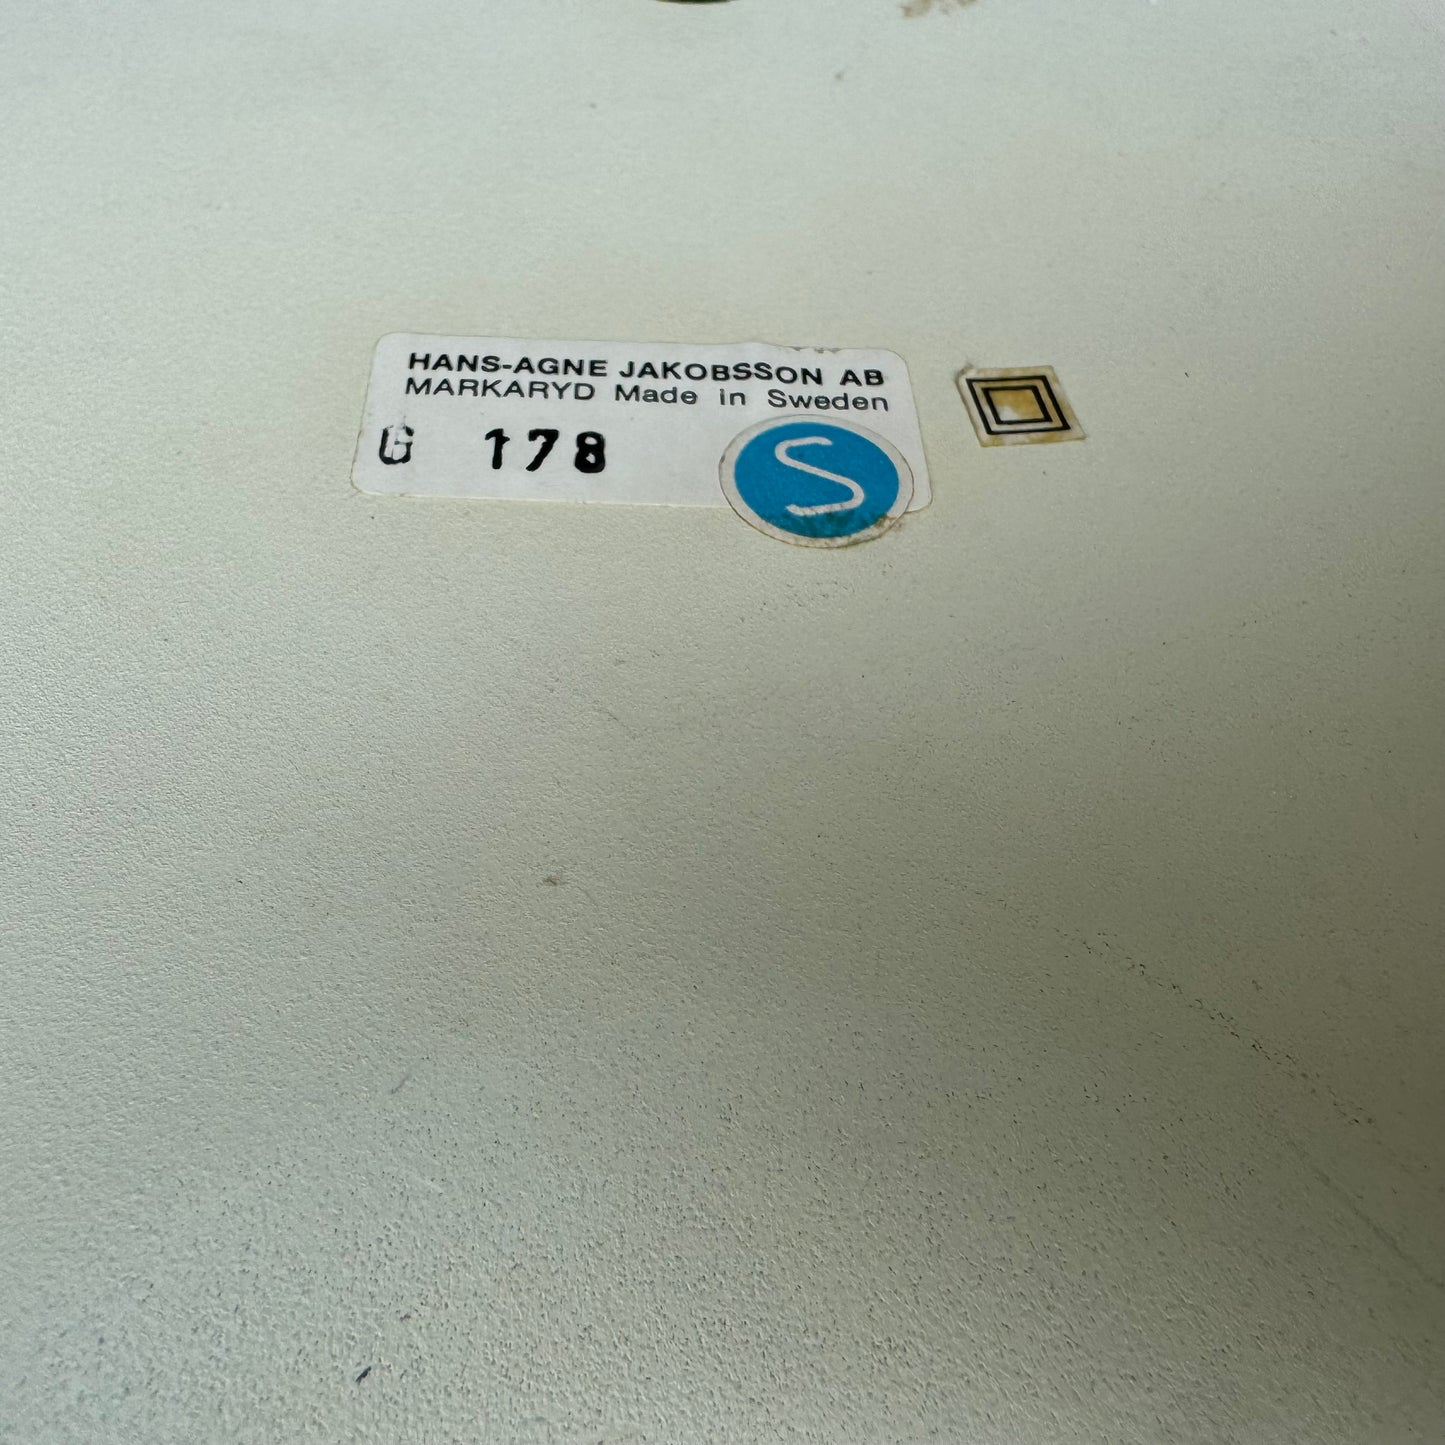 HANS-AGNE JAKOBSSON AB
MARKARYD Made in Sweden
G 178
S